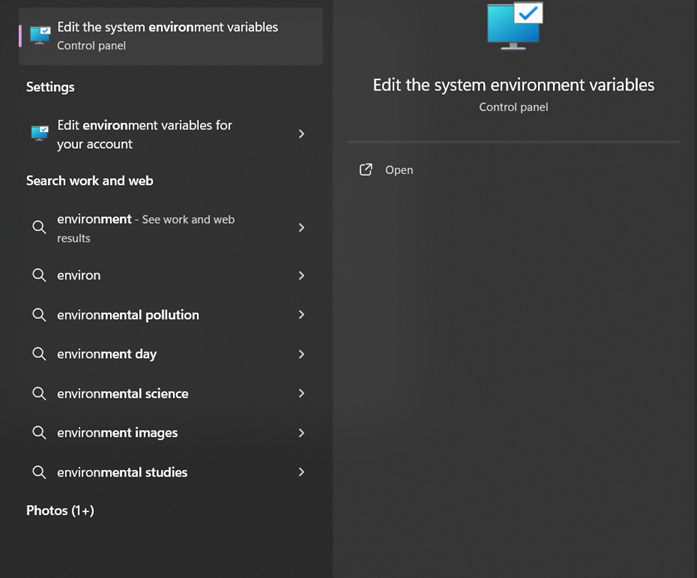 Edit the system environment variables
Control panel
Settings
Edit environment variables for
your account
Search work and web
environment - See work and web
results
environ
environmental pollution
environment day
environmental science
environment images
environmental studies
Photos (1+)
Edit the system environment variables
Control panel
Open